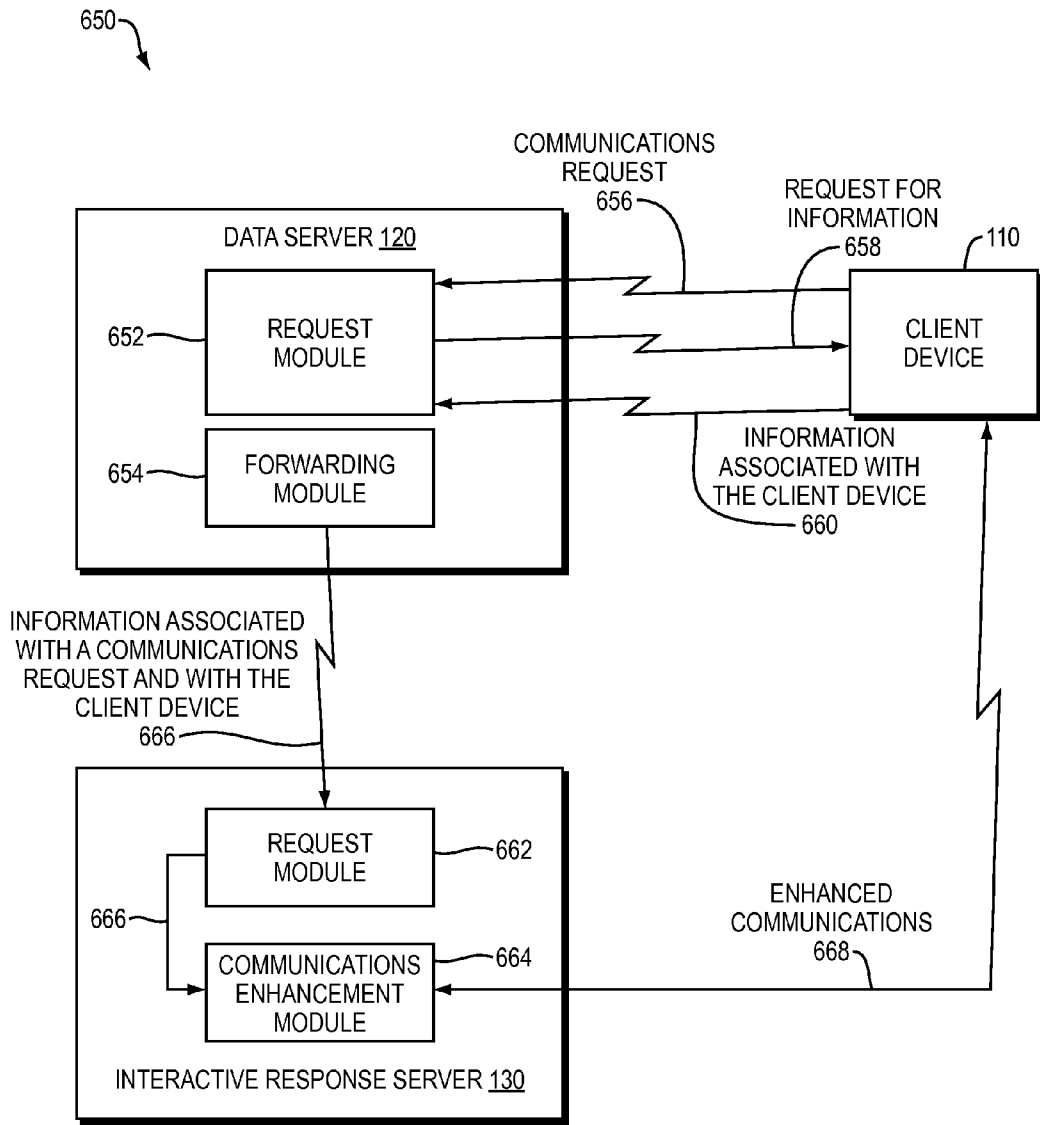 650
COMMUNICATIONS
REQUEST
656
REQUEST FOR
INFORMATION
658
110
DATA SERVER 120
652
REQUEST
MODULE
CLIENT
DEVICE
654
FORWARDING
MODULE
INFORMATION
ASSOCIATED WITH
THE CLIENT DEVICE
660
INFORMATION ASSOCIATED
WITH A COMMUNICATIONS
REQUEST AND WITH THE
CLIENT DEVICE
666
REQUEST
MODULE
662
666
COMMUNICATIONS
ENHANCEMENT
MODULE
664
ENHANCED
COMMUNICATIONS
668
INTERACTIVE RESPONSE SERVER 130